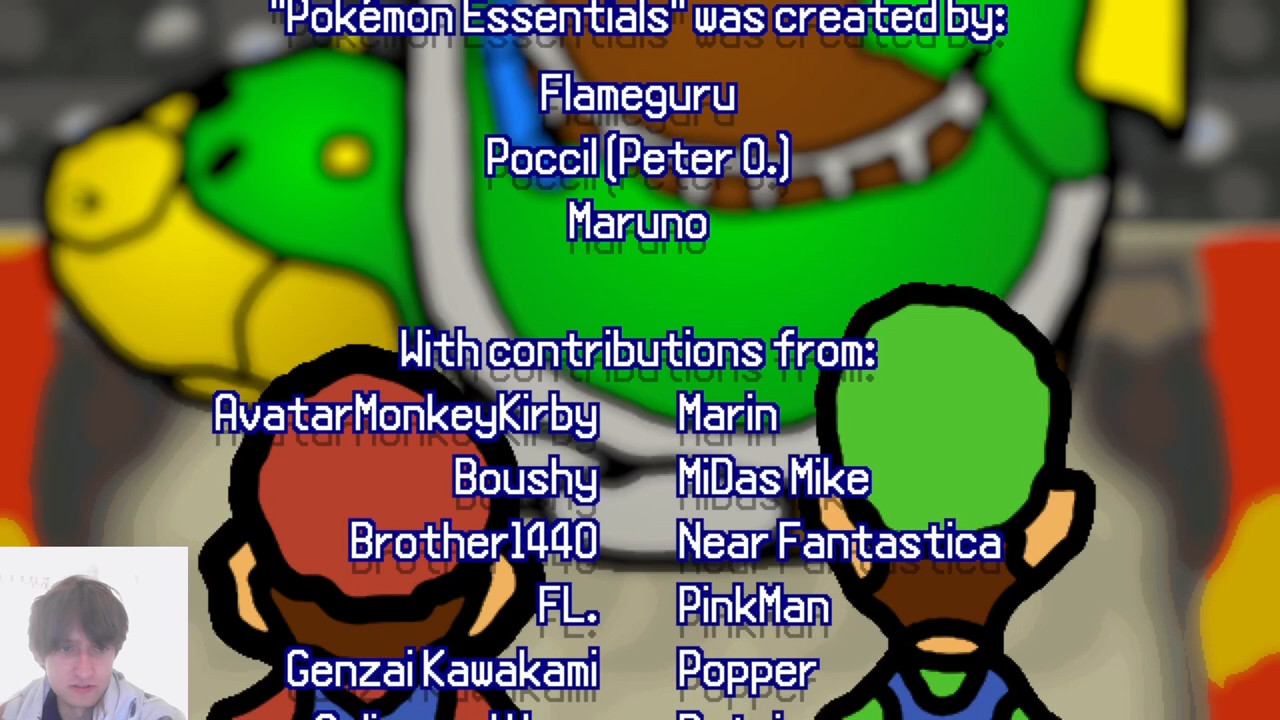 "Pokémon Essentials" was created by:
Flameguru
Poccil (Peter O.)
Maruno
With contributions from:
AvatarMonkeyKirby Marin
Boushy MiDas Mike
Brother1440 Near Fantastica
FL. PinkMan
Genzai Kawakami Popper